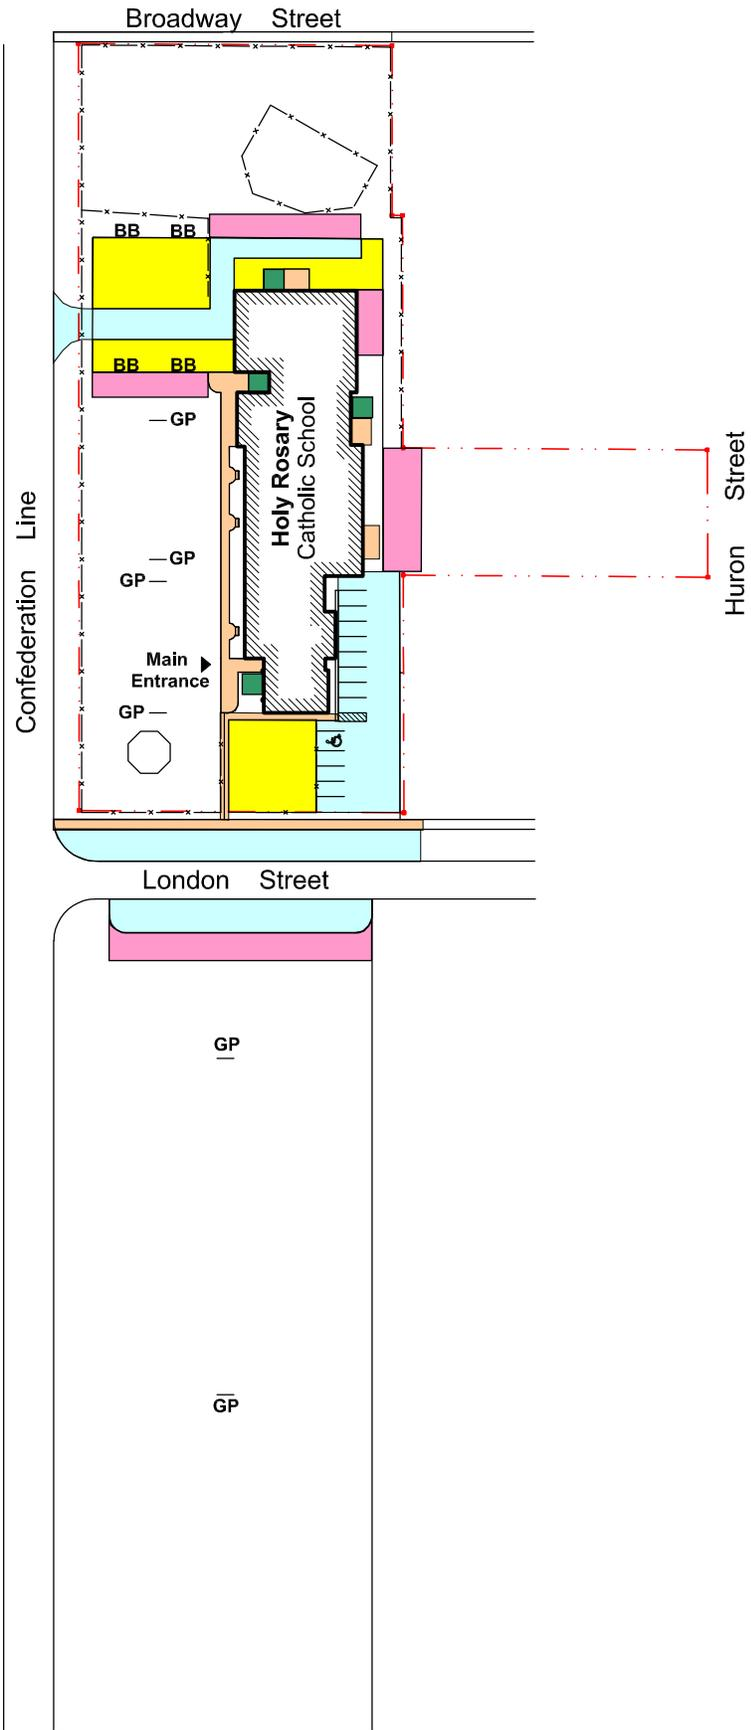 Broadway Street
BB BB
BB BB
GP
Holy Rosary
Catholic School
Confederation Line
Huron Street
GP
GP
Main
Entrance
GP
London Street
GP
GP